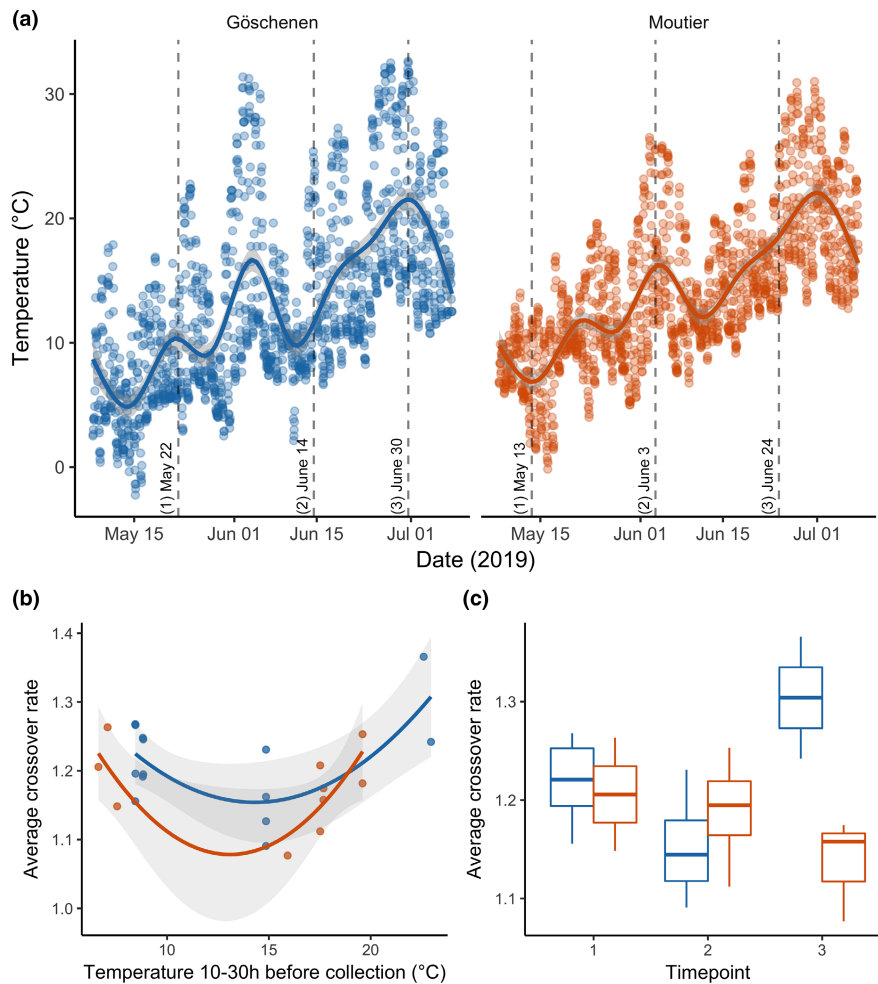 (a)
Göschenen
Moutier
Temperature (°C)
30
20
10
0
(1) May 22
(2) June 14
(3) June 30
(1) May 13
(2) June 3
(3) June 24
May 15
Jun 01
Jun 15
Jul 01
May 15
Jun 01
Jun 15
Jul 01
Date (2019)
(b)
Average crossover rate
1.4
1.3
1.2
1.1
1.0
10
15
20
Temperature 10-30h before collection (°C)
(c)
Average crossover rate
1.3
1.2
1.1
1
2
3
Timepoint